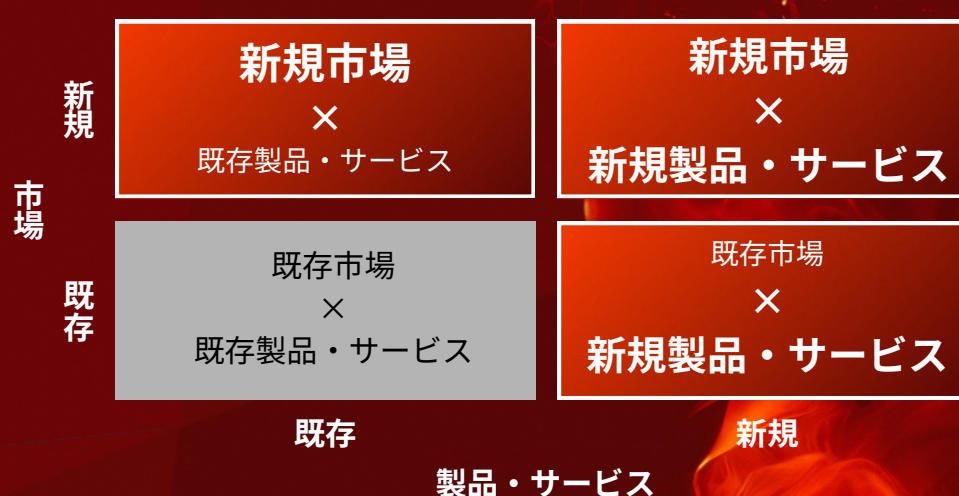 新規市場
×
既存製品・サービス
新規市場
×
新規製品・サービス
新規
市場
既存
既存市場
×
既存製品・サービス
既存市場
×
新規製品・サービス
既存
新規
製品・サービス